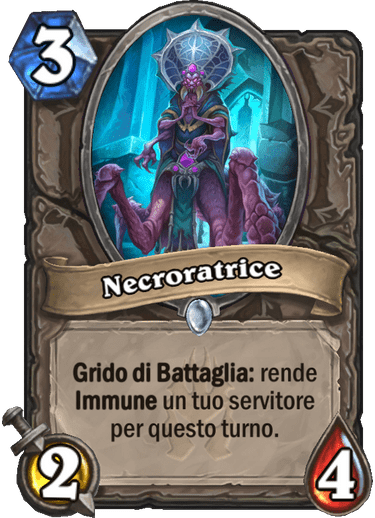 3
Necroratrice
Grido di Battaglia: rende
Immune un tuo servitore
per questo turno.
2
4